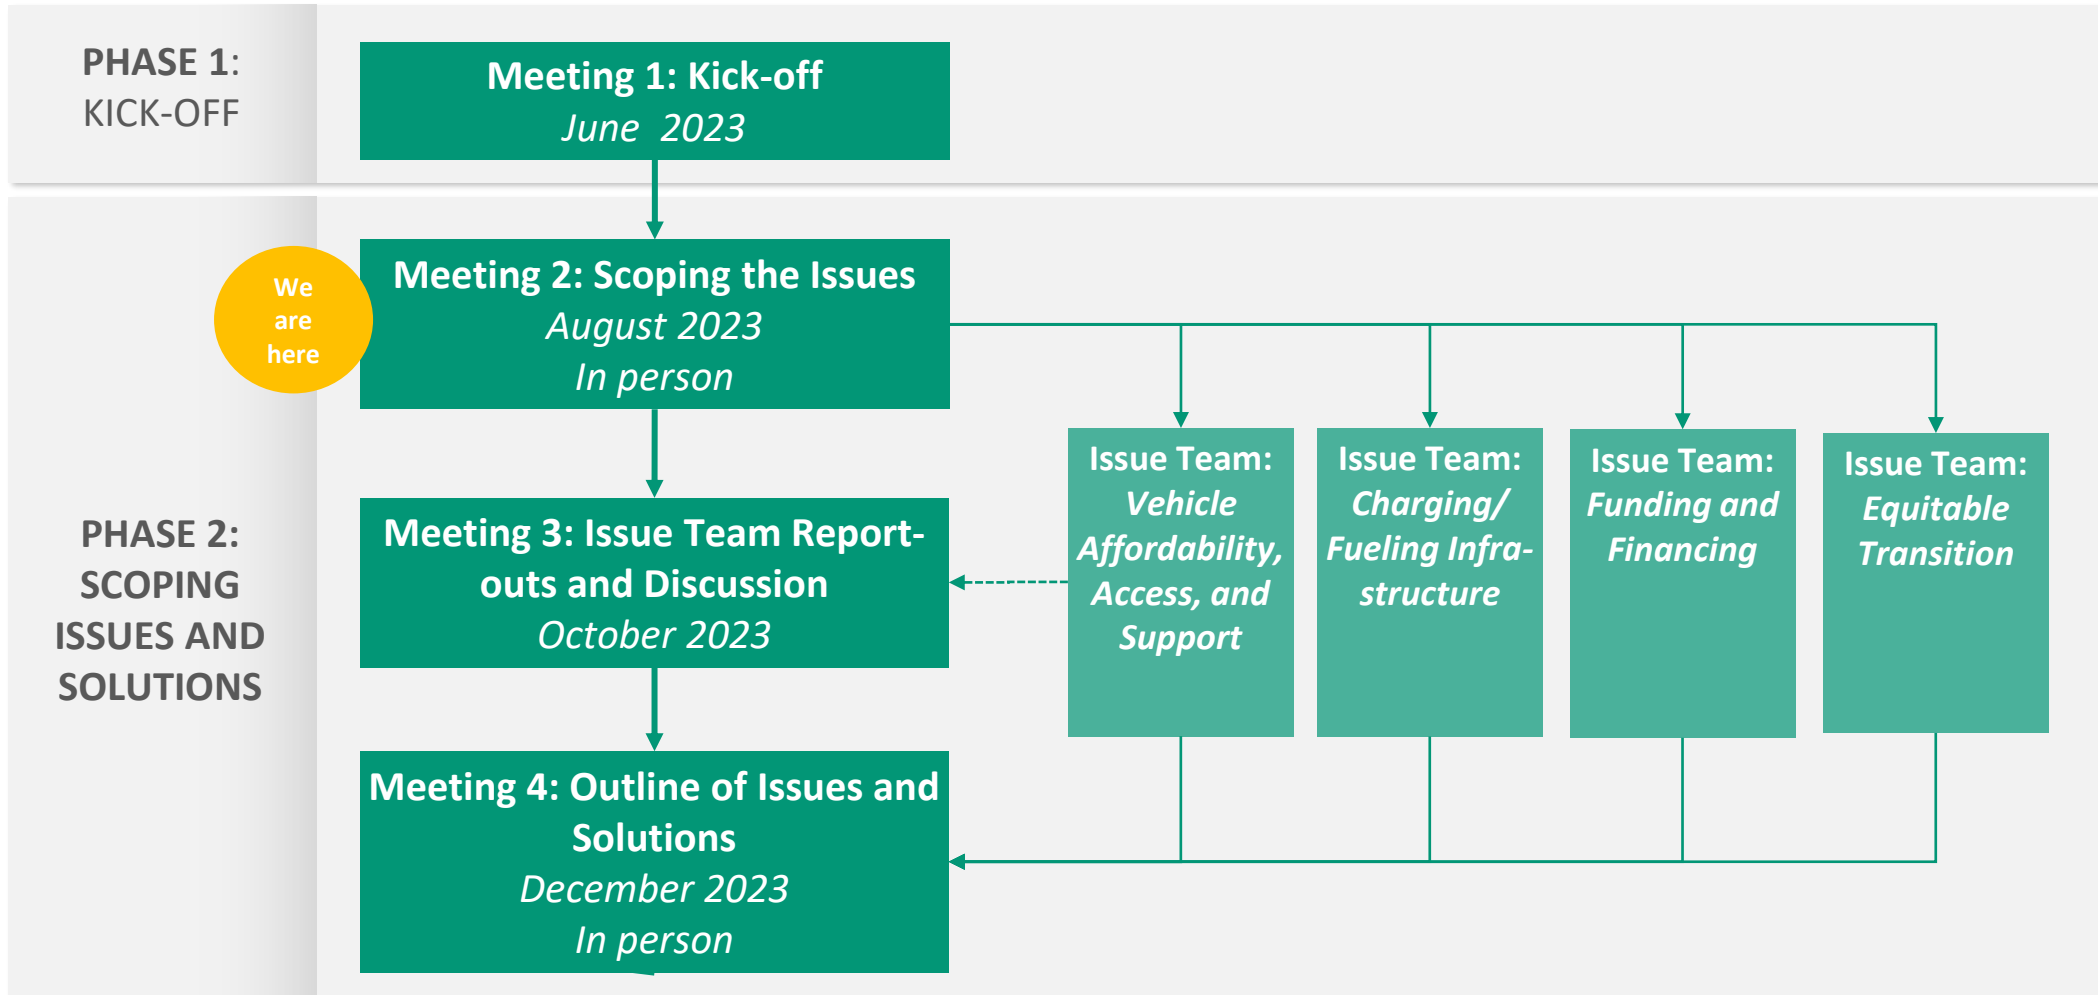 PHASE 1:
KICK-OFF
Meeting 1: Kick-off
June 2023
We
are
here
Meeting 2: Scoping the Issues
August 2023
In person
PHASE 2:
SCOPING
ISSUES AND
SOLUTIONS
Meeting 3: Issue Team Report-
outs and Discussion
October 2023
Meeting 4: Outline of Issues and
Solutions
December 2023
In person
Issue Team:
Vehicle
Affordability,
Access, and
Support
Issue Team:
Charging/
Fueling Infra-
structure
Issue Team:
Funding and
Financing
Issue Team:
Equitable
Transition